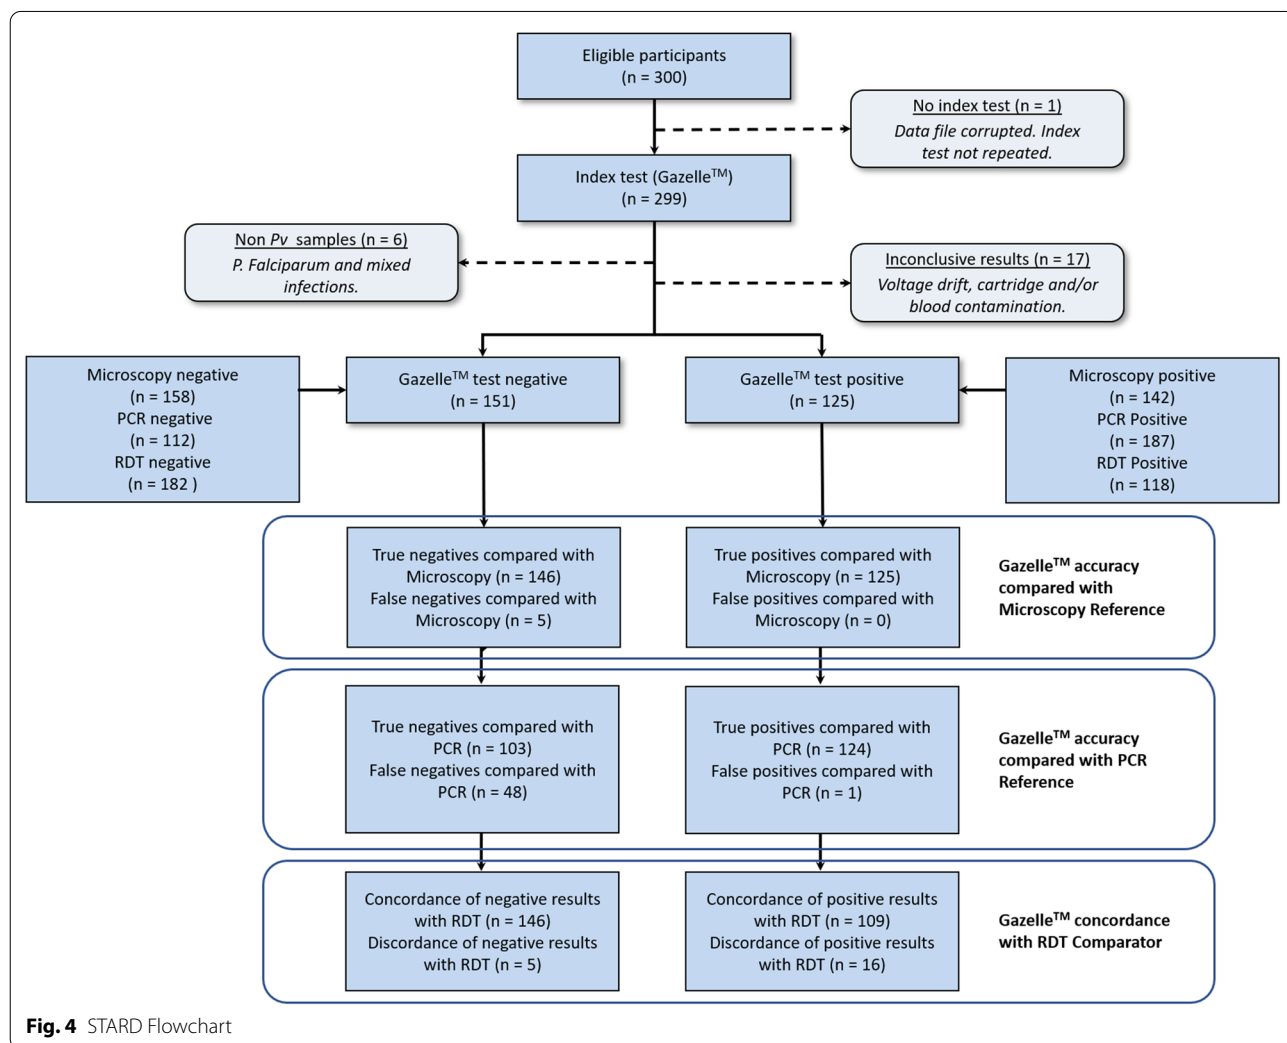 Eligible participants
(n = 300)
No index test (n = 1)
Data file corrupted. Index
test not repeated.
Index test (Gazelle™)
(n = 299)
Non Pv  samples (n = 6)
P. Falciparum and mixed
infections.
Inconclusive results (n = 17)
Voltage drift, cartridge and/or
blood contamination.
Microscopy negative
(n = 158)
PCR negative
(n = 112)
RDT negative
(n = 182 )
Gazelle™ test negative
(n = 151)
Gazelle™ test positive
(n = 125)
Microscopy positive
(n = 142)
PCR Positive
(n = 187)
RDT Positive
(n = 118)
True negatives compared with
Microscopy (n = 146)
False negatives compared with
Microscopy (n = 5)
True positives compared with
Microscopy (n = 125)
False positives compared with
Microscopy (n = 0)
Gazelle™ accuracy
compared with
Microscopy Reference
True negatives compared with
PCR (n = 103)
False negatives compared with
PCR (n = 48)
True positives compared with
PCR (n = 124)
False positives compared with
PCR (n = 1)
Gazelle™ accuracy
compared with PCR
Reference
Concordance of negative results
with RDT (n = 146)
Discordance of negative results
with RDT (n = 5)
Concordance of positive results
with RDT (n = 109)
Discordance of positive results
with RDT (n = 16)
Gazelle™ concordance
with RDT Comparator
Fig. 4 STARD Flowchart